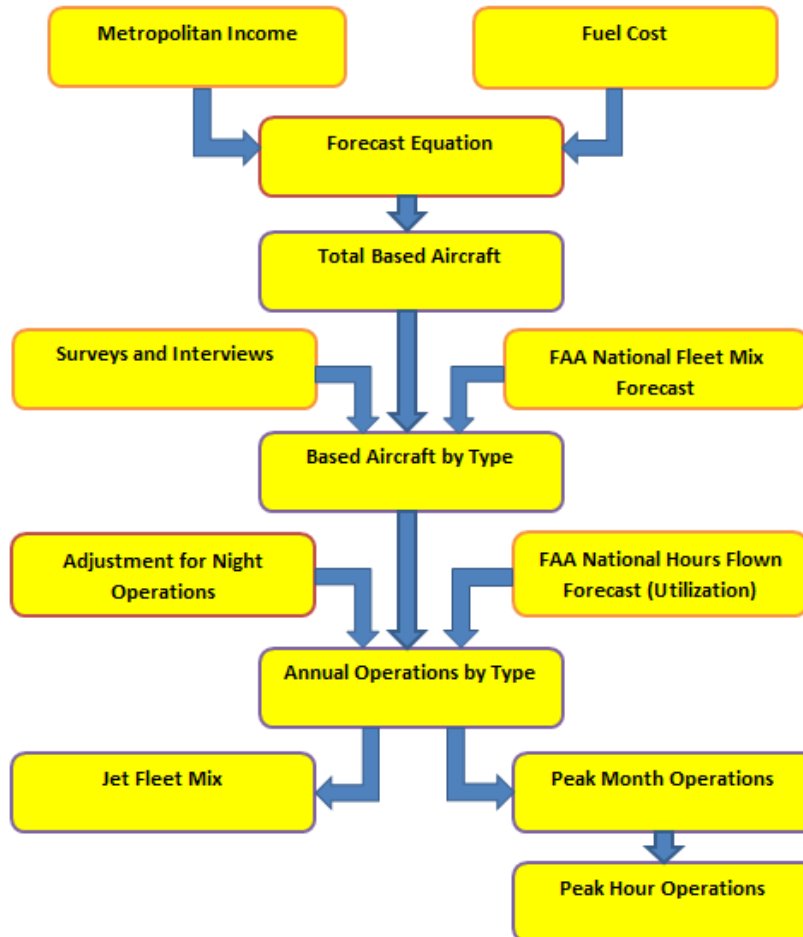 Metropolitan Income
Fuel Cost
Forecast Equation
Total Based Aircraft
Surveys and Interviews
FAA National Fleet Mix
Forecast
Based Aircraft by Type
Adjustment for Night
Operations
FAA National Hours Flown
Forecast (Utilization)
Annual Operations by Type
Jet Fleet Mix
Peak Month Operations
Peak Hour Operations